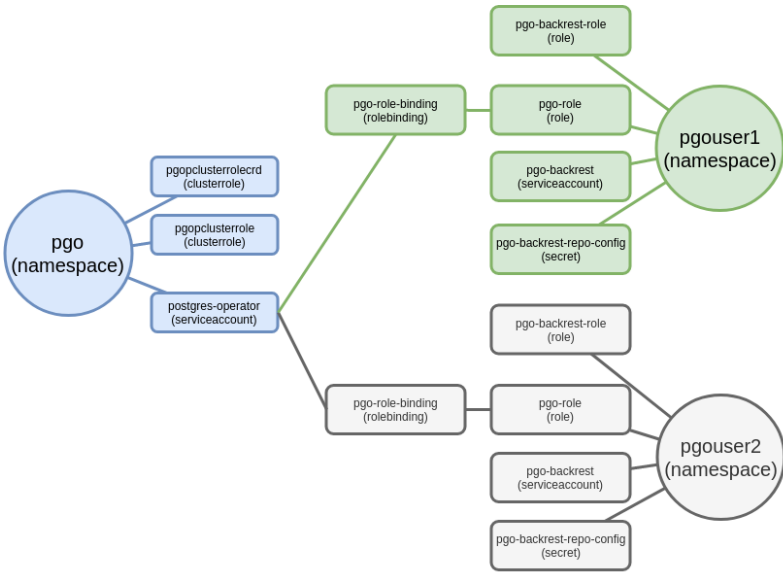 pgo-backrest-role
(role)
pgo-role-binding
(rolebinding)
pgo-role
(role)
pgouser1
(namespace)
pgopclusterrolecrd
(clusterrole)
pgo-backrest
(serviceaccount)
pgo
(namespace)
pgopclusterrole
(clusterrole)
pgo-backrest-repo-config
(secret)
postgres-operator
(serviceaccount)
pgo-backrest-role
(role)
pgo-role-binding
(rolebinding)
pgo-role
(role)
pgouser2
(namespace)
pgo-backrest
(serviceaccount)
pgo-backrest-repo-config
(secret)